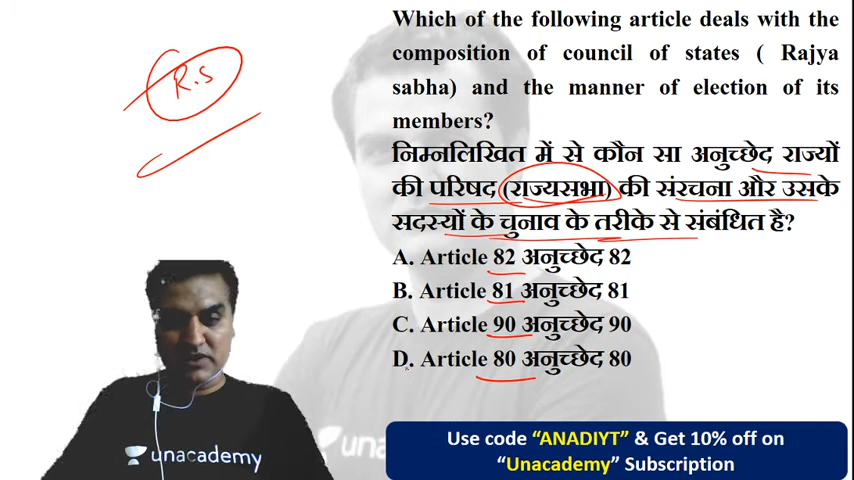 Which of the following article deals with the
composition of council of states ( Rajya
sabha) and the manner of election of its
members?
निम्नलिखित में से कौन सा अनुच्छेद राज्यों
की परिषद (राज्यसभा) की संरचना और उसके
सदस्यों के चुनाव के तरीके से संबंधित है?
A. Article 82 अनुच्छेद 82
B. Article 81 अनुच्छेद 81
C. Article 90 अनुच्छेद 90
D. Article 80 अनुच्छेद 80
R.S
unacademy
una
Use code “ANADIYT” & Get 10% off on
“Unacademy” Subscription